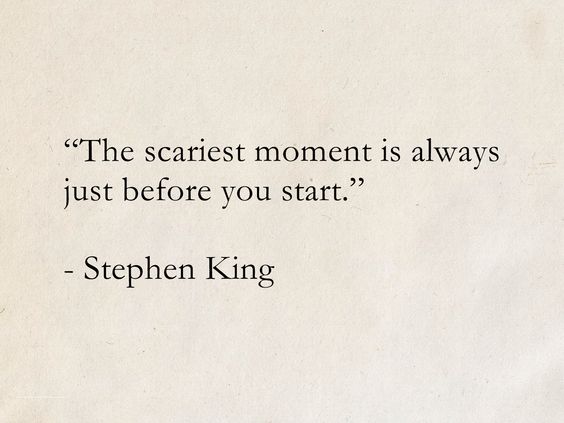 “The scariest moment is always
just before you start.”
- Stephen King